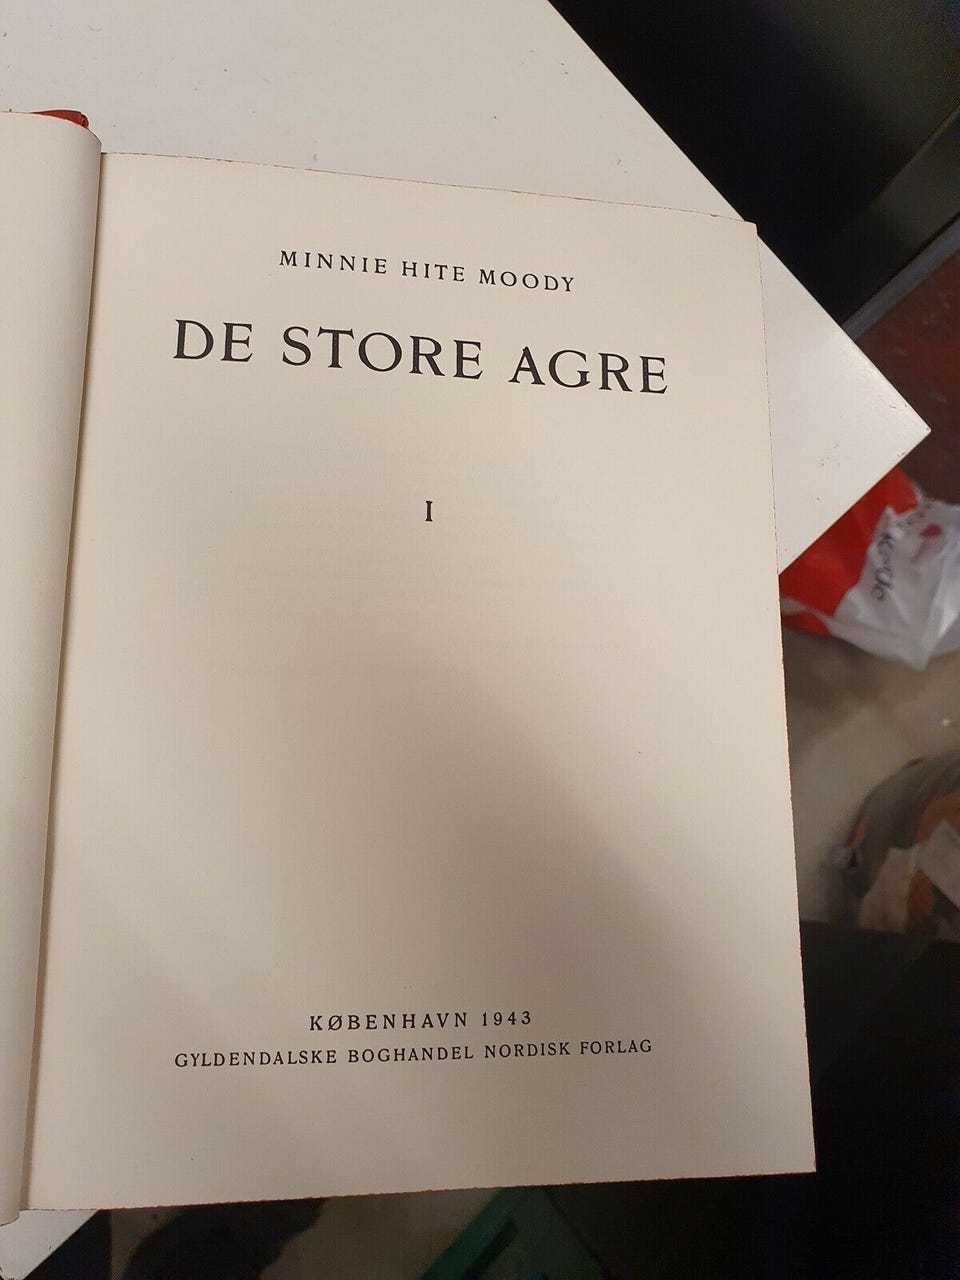 MINNIE HITE MOODY
DE STORE AGRE
I
KØBENHAVN 1943
GYLDENDALSKE BOGHANDEL NORDISK FORLAG